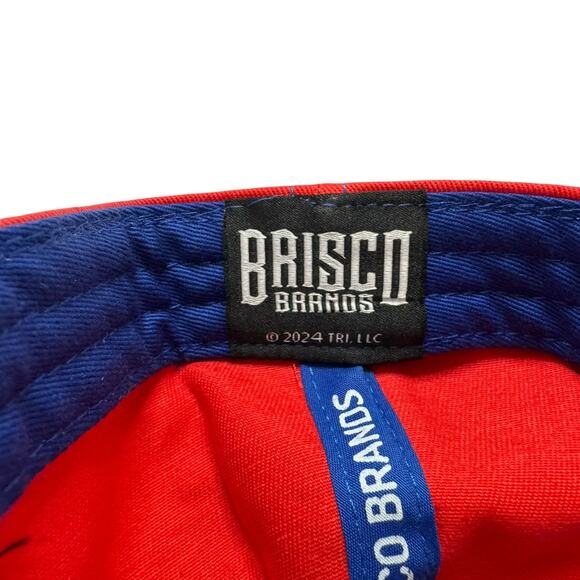 BRISCO
BRANDS
© 2024 TRI, LLC
CO BRANDS